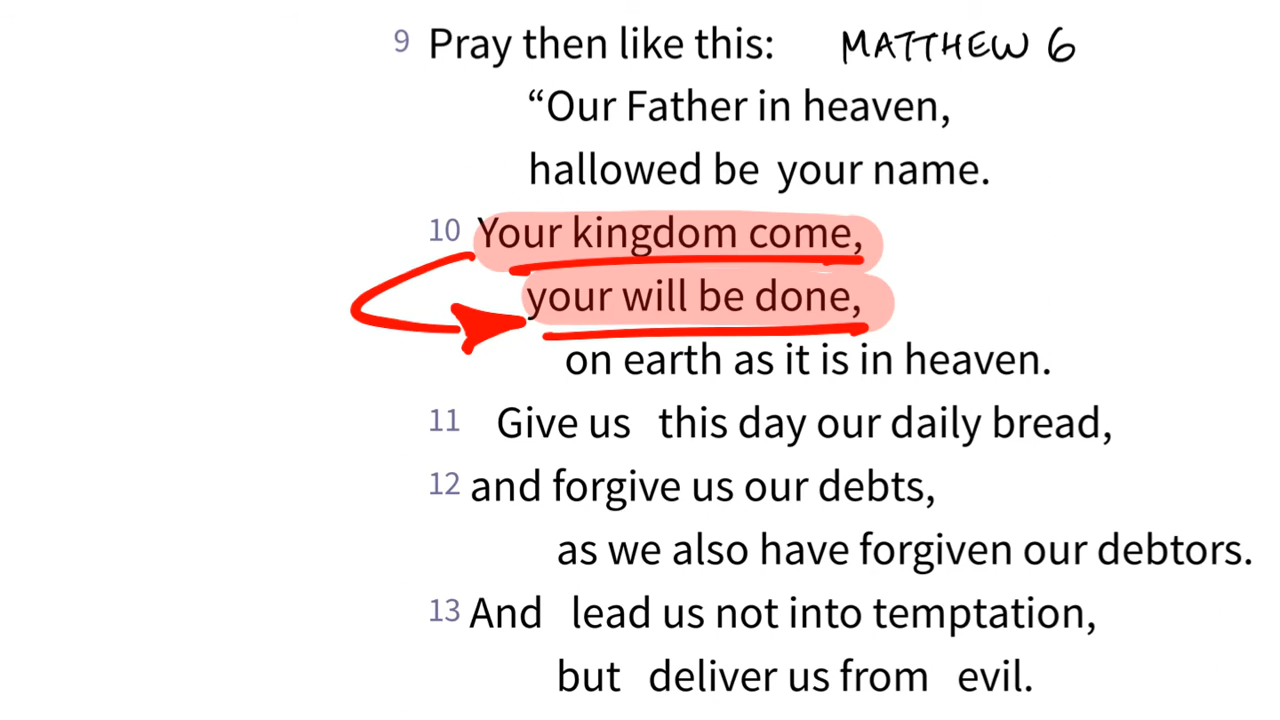 9 Pray then like this: MATTHEW 6
“Our Father in heaven,
hallowed be your name.
10 Your kingdom come,
your will be done,
on earth as it is in heaven.
11 Give us this day our daily bread,
12 and forgive us our debts,
as we also have forgiven our debtors.
13 And lead us not into temptation,
but deliver us from evil.